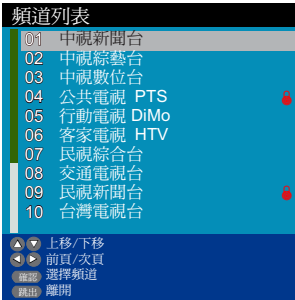 頻道列表
01 中視新聞台
02 中視綜藝台
03 中視數位台
04 公共電視 PTS
05 行動電視 DiMo
06 客家電視 HTV
07 民視綜合台
08 交通電視台
09 民視新聞台
10 台灣電視台
上移/下移
前頁/次頁
確認 選擇頻道
跳出 離開